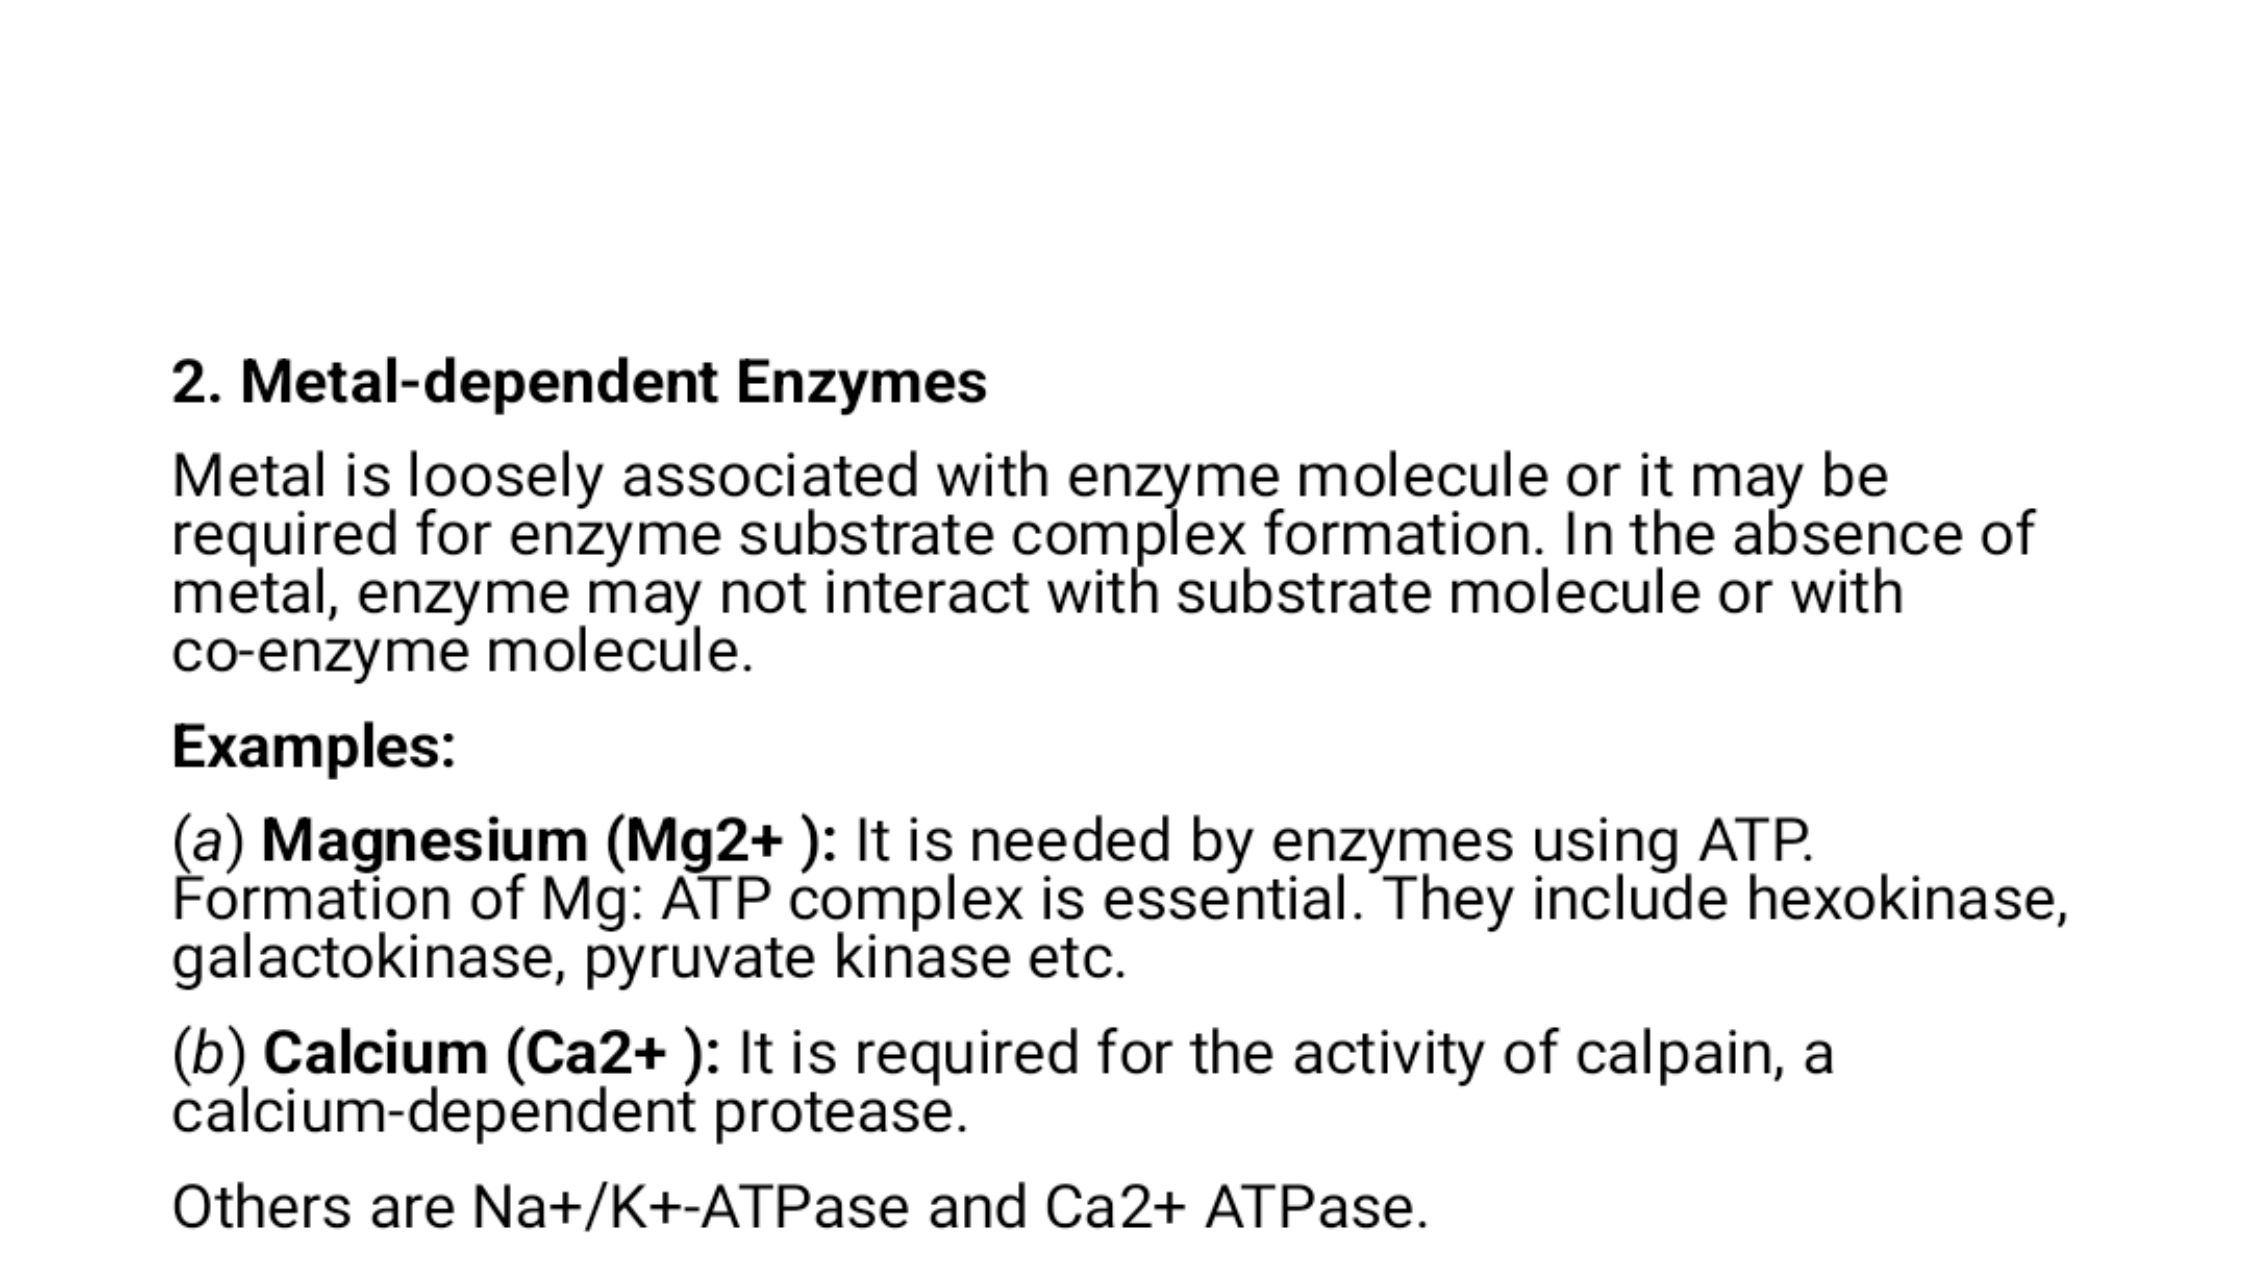 2. Metal-dependent Enzymes
Metal is loosely associated with enzyme molecule or it may be
required for enzyme substrate complex formation. In the absence of
metal, enzyme may not interact with substrate molecule or with
co-enzyme molecule.
Examples:
(a) Magnesium (Mg2+ ): It is needed by enzymes using ATP.
Formation of Mg: ATP complex is essential. They include hexokinase,
galactokinase, pyruvate kinase etc.
(b) Calcium (Ca2+ ): It is required for the activity of calpain, a
calcium-dependent protease.
Others are Na+/K+-ATPase and Ca2+ ATPase.